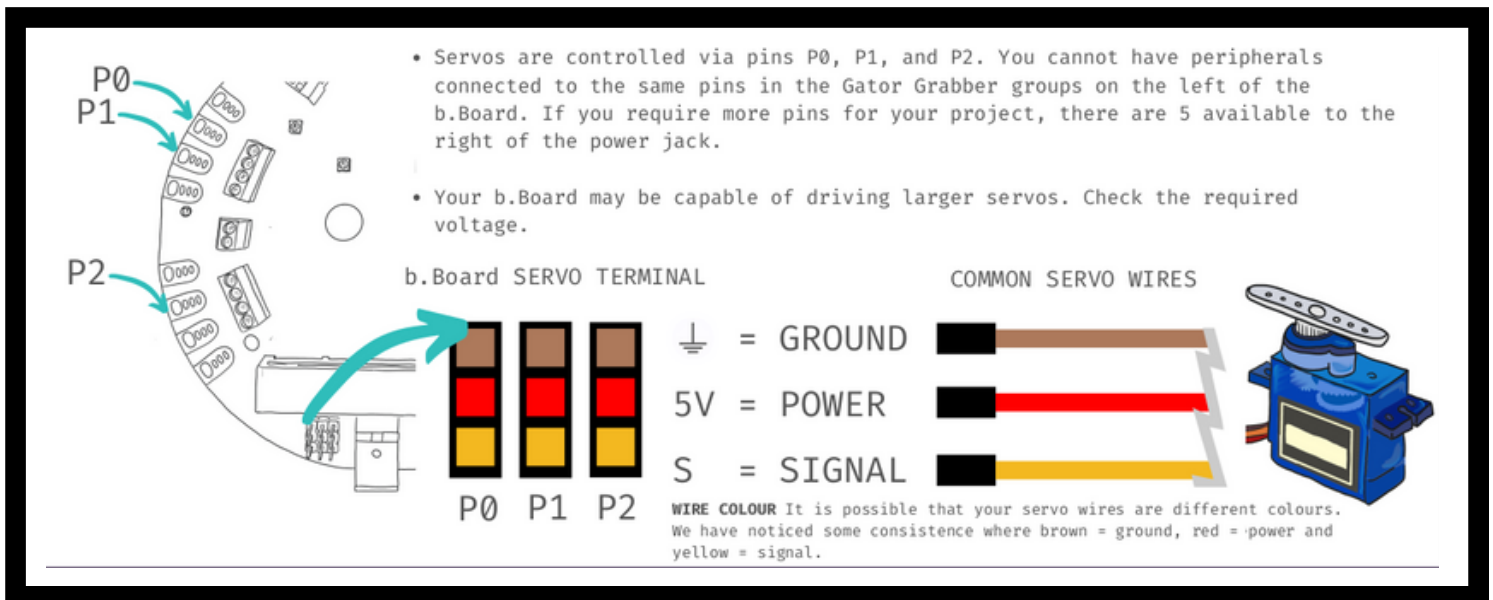 P0
P1
P2
• Servos are controlled via pins P0, P1, and P2. You cannot have peripherals
connected to the same pins in the Gator Grabber groups on the left of the
b.Board. If you require more pins for your project, there are 5 available to the
right of the power jack.
• Your b.Board may be capable of driving larger servos. Check the required
voltage.
b.Board SERVO TERMINAL
COMMON SERVO WIRES
⏚ = GROUND
5V = POWER
S = SIGNAL
P0 P1 P2
WIRE COLOUR It is possible that your servo wires are different colours.
We have noticed some consistence where brown = ground, red = power and
yellow = signal.